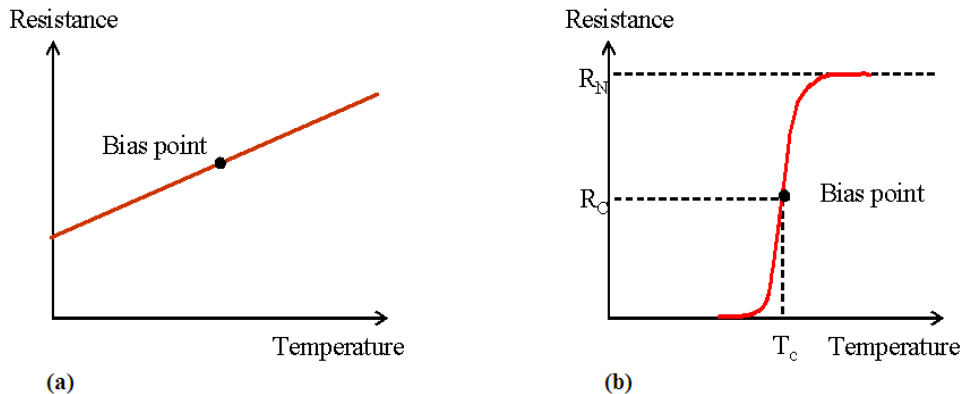 Resistance
Bias point
Temperature
(a)
Resistance
R_N
R_C
Bias point
T_c
Temperature
(b)